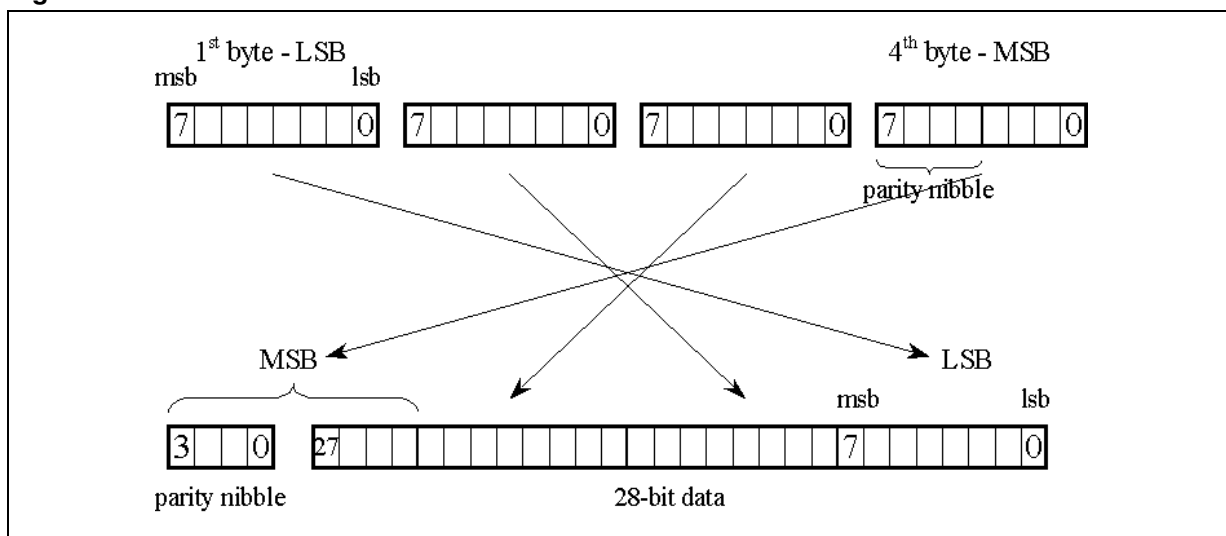 1st byte - LSB 4th byte - MSB
msb lsb
7 0 7 0 7 0 7 0
parity nibble
MSB LSB
msb lsb
3 0 27 7 0
parity nibble 28-bit data